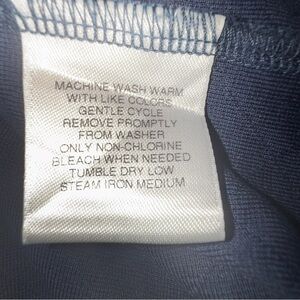 MACHINE WASH WARM
WITH LIKE COLORS
GENTLE CYCLE
REMOVE PROMPTLY
FROM WASHER
ONLY NON-CHLORINE
BLEACH WHEN NEEDED
TUMBLE DRY LOW
STEAM IRON MEDIUM